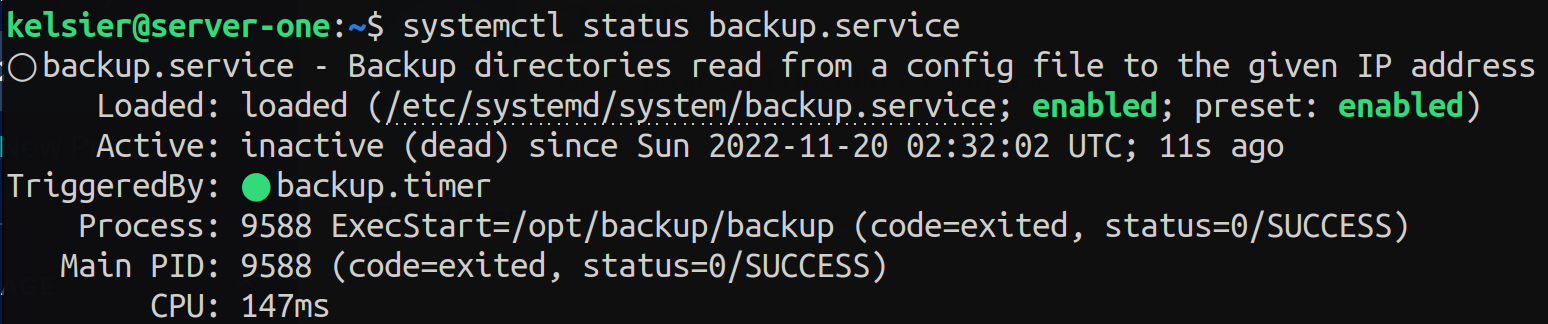 kelsier@server-one:~$ systemctl status backup.service
○ backup.service - Backup directories read from a config file to the given IP address
     Loaded: loaded (/etc/systemd/system/backup.service; enabled; preset: enabled)
     Active: inactive (dead) since Sun 2022-11-20 02:32:02 UTC; 11s ago
TriggeredBy: ● backup.timer
    Process: 9588 ExecStart=/opt/backup/backup (code=exited, status=0/SUCCESS)
   Main PID: 9588 (code=exited, status=0/SUCCESS)
        CPU: 147ms